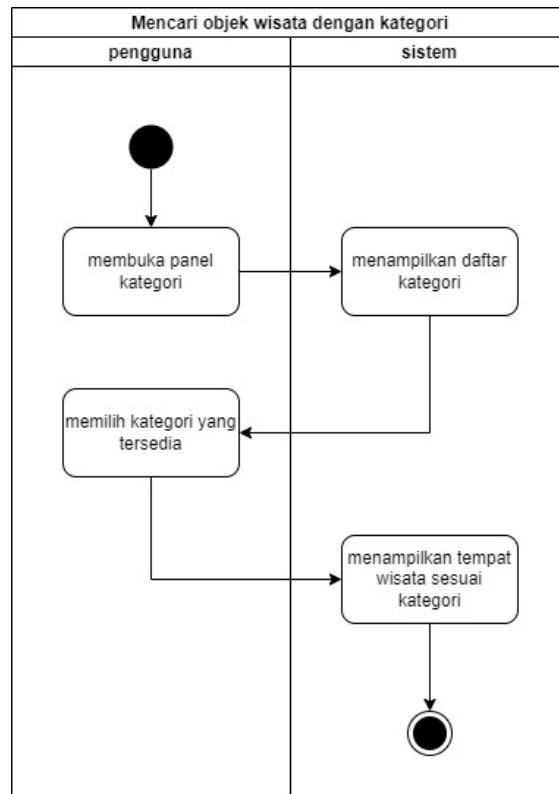 Mencari objek wisata dengan kategori
pengguna
sistem
membuka panel
kategori
menampilkan daftar
kategori
memilih kategori yang
tersedia
menampilkan tempat
wisata sesuai
kategori